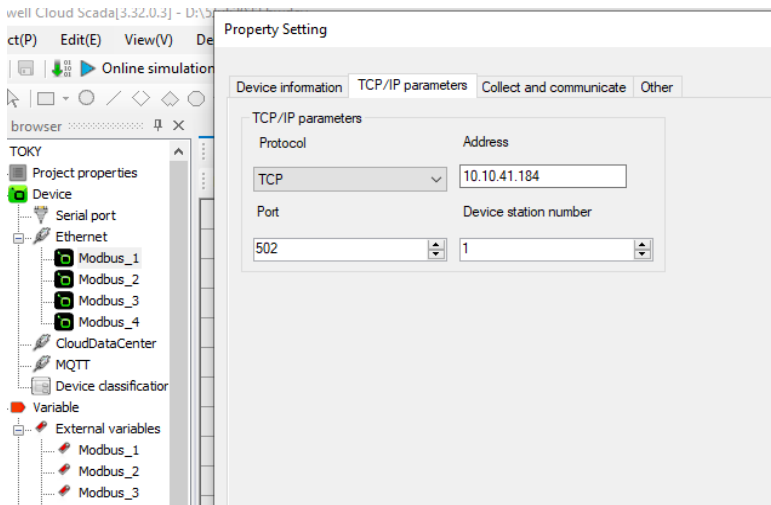 well Cloud Scada[3.32.0.3] - D:\5
ct(P) Edit(E) View(V) De
Online simulation
browser
TOKY
Project properties
Device
Serial port
Ethernet
Modbus_1
Modbus_2
Modbus_3
Modbus_4
CloudDataCenter
MQTT
Device classification
Variable
External variables
Modbus_1
Modbus_2
Modbus_3
Property Setting
Device information TCP/IP parameters Collect and communicate Other
TCP/IP parameters
Protocol Address
TCP 10.10.41.184
Port Device station number
502 1